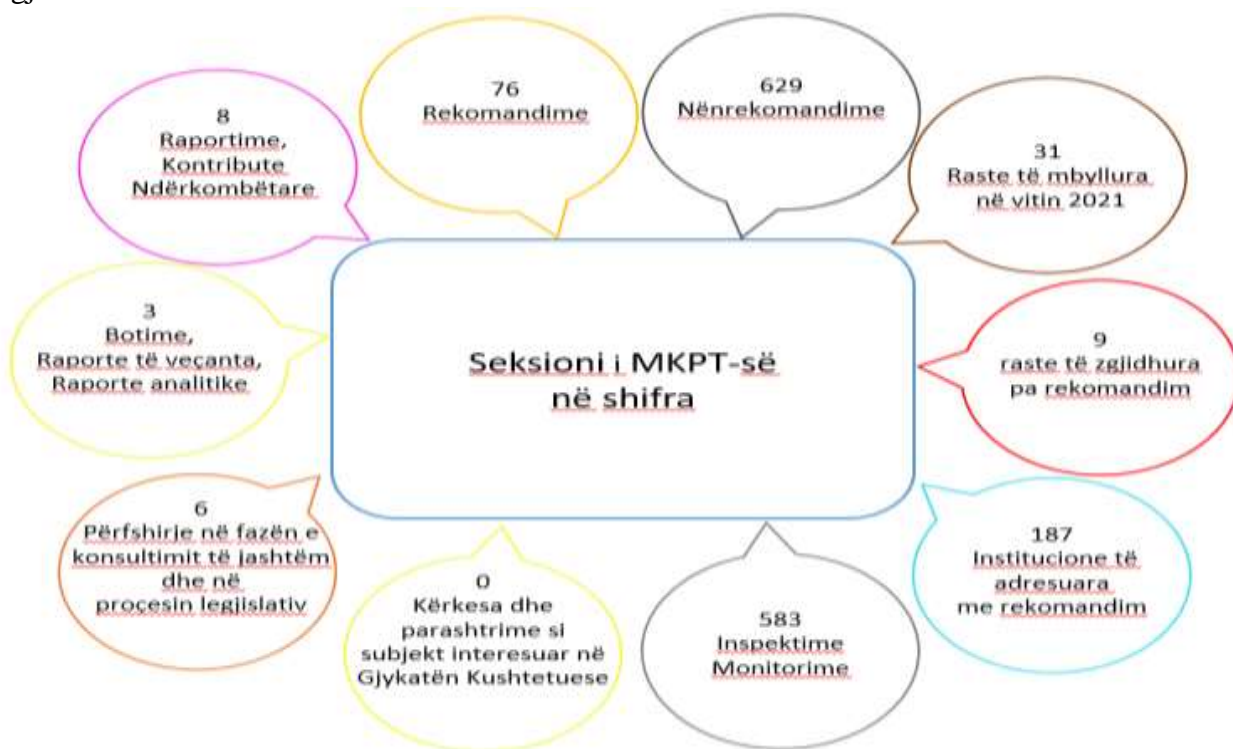 8
Raportime,
Kontribute
Ndërkombëtare
76
Rekomandime
629
Nënrekomandime
31
Raste të mbyllura
në vitin 2021
3
Botime,
Raporte të veçanta,
Raporte analitike
Seksioni i MKPT-së
në shifra
9
raste të zgjidhura
pa rekomandim
6
Përfshirje në fazën e
konsultimit të jashtëm
dhe në
proçesin legjislativ
0
Kërkesa dhe
parashtrime si
subjekt interesuar në
Gjykatën Kushtetuese
583
Inspektime
Monitorime
187
Institucione të
adresuara
me rekomandim